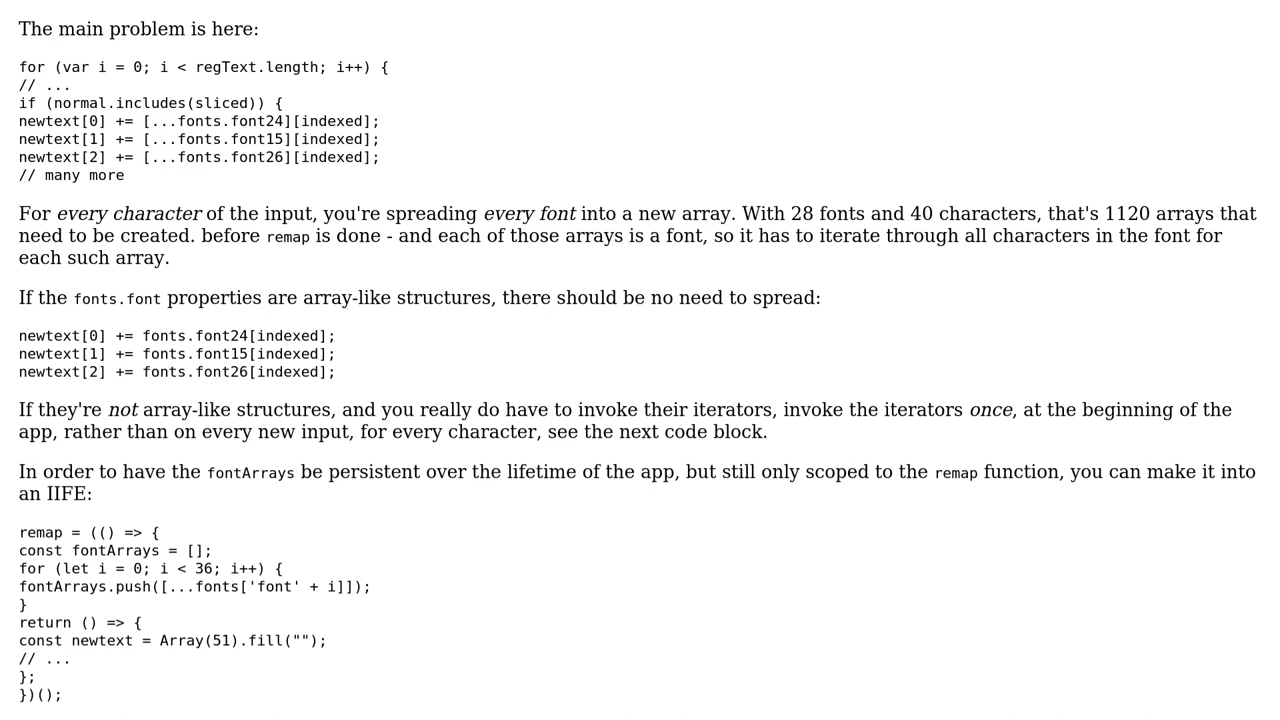 The main problem is here:
for (var i = 0; i < regText.length; i++) {
// ...
if (normal.includes(sliced)) {
newtext[0] += [...fonts.font24][indexed];
newtext[1] += [...fonts.font15][indexed];
newtext[2] += [...fonts.font26][indexed];
// many more
For every character of the input, you're spreading every font into a new array. With 28 fonts and 40 characters, that's 1120 arrays that
need to be created. before remap is done - and each of those arrays is a font, so it has to iterate through all characters in the font for
each such array.
If the fonts.font properties are array-like structures, there should be no need to spread:
newtext[0] += fonts.font24[indexed];
newtext[1] += fonts.font15[indexed];
newtext[2] += fonts.font26[indexed];
If they're not array-like structures, and you really do have to invoke their iterators, invoke the iterators once, at the beginning of the
app, rather than on every new input, for every character, see the next code block.
In order to have the fontArrays be persistent over the lifetime of the app, but still only scoped to the remap function, you can make it into
an IIFE:
remap = (() => {
const fontArrays = [];
for (let i = 0; i < 36; i++) {
fontArrays.push([...fonts['font' + i]]);
}
return () => {
const newtext = Array(51).fill("");
// ...
};
})();